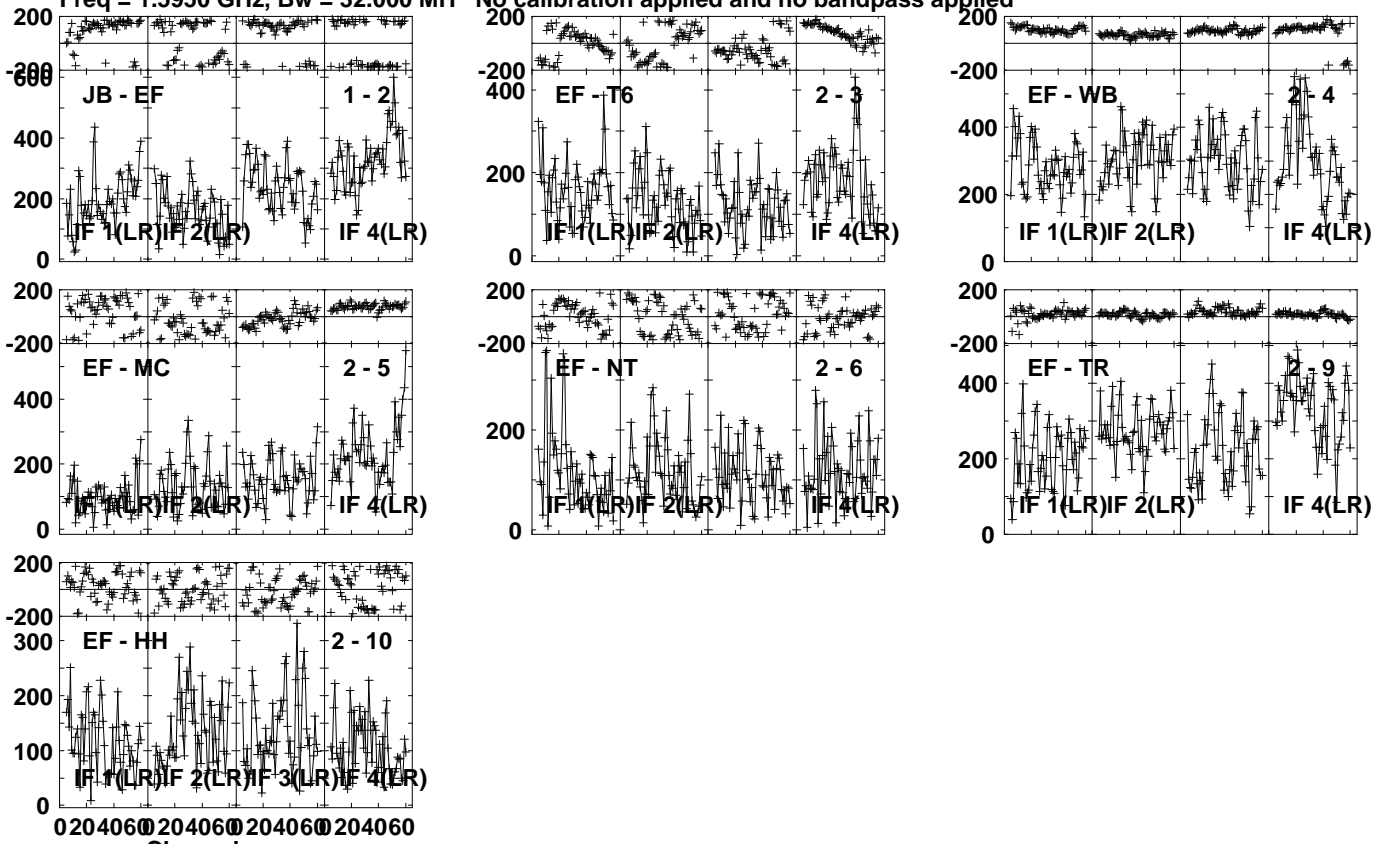 Freq = 1.5950 GHz, Bw = 32.000 MH No calibration applied and no bandpass applied
200 200 200
-200 -200 -200
600 JB - EF 1 - 2 400 EF - T6 2 - 3 EF - WB 2 - 4
400 400
200 200 200
IF 1(LR) IF 2(LR) IF 4(LR) IF 1(LR) IF 2(LR) IF 4(LR) IF 1(LR) IF 2(LR) IF 4(LR)
0 0 0
200 200 200
-200 -200 -200
EF - MC 2 - 5 EF - NT 2 - 6 EF - TR 2 - 9
400 400
200 200 200
IF 1(LR) IF 2(LR) IF 4(LR) IF 1(LR) IF 2(LR) IF 4(LR) IF 1(LR) IF 2(LR) IF 4(LR)
0 0 0
200
-200
300 EF - HH 2 - 10
200
100
IF 1(LR) IF 2(LR) IF 3(LR) IF 4(LR)
0
0 20 40 60 0 20 40 60 0 20 40 60 0 20 40 60